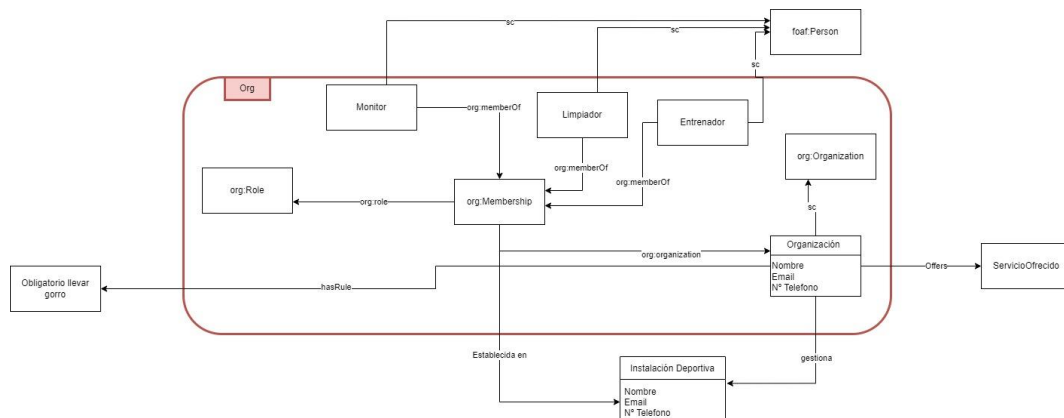 sc
foaf:Person
sc
sc
Org
Monitor
org:memberOf
Limpiador
Entrenador
org:Organization
org:memberOf
org:memberOf
org:Role
org:role
org:Membership
sc
Organización
org:organization
Nombre
Email
Nº Telefono
Offers
ServicioOfrecido
Obligatorio llevar
gorro
hasRule
Establecida en
gestiona
Instalación Deportiva
Nombre
Email
Nº Telefono